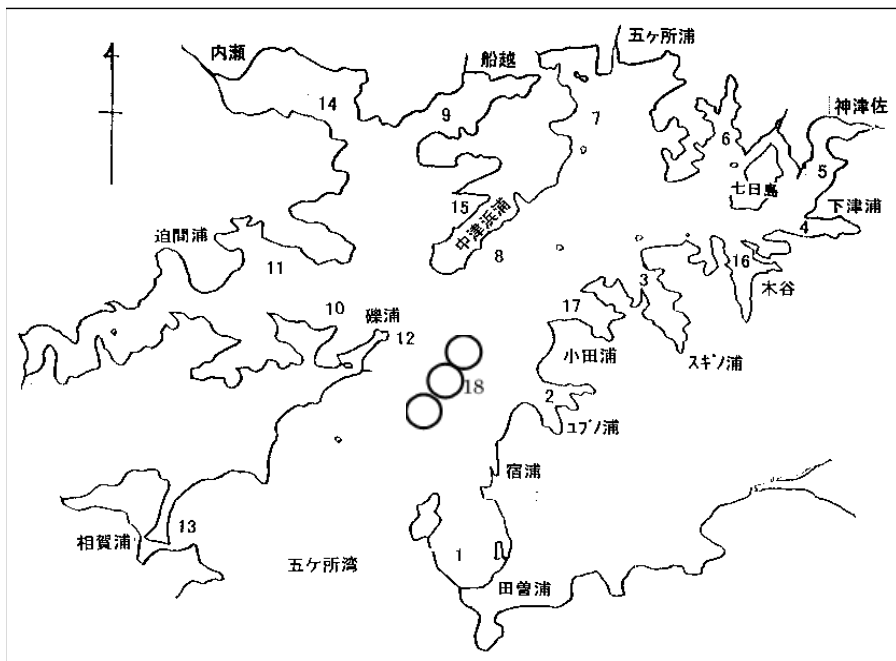 五ヶ所浦
内瀬
船越
神津佐
14
9
7
6
七日島
5
下津浦
15
中津浜浦
4
迫間浦
8
16
11
3
木谷
10
礁浦
17
12
小田浦
スギノ浦
18
2
ユブノ浦
宿浦
13
相賀浦
五ケ所湾
1
田曽浦